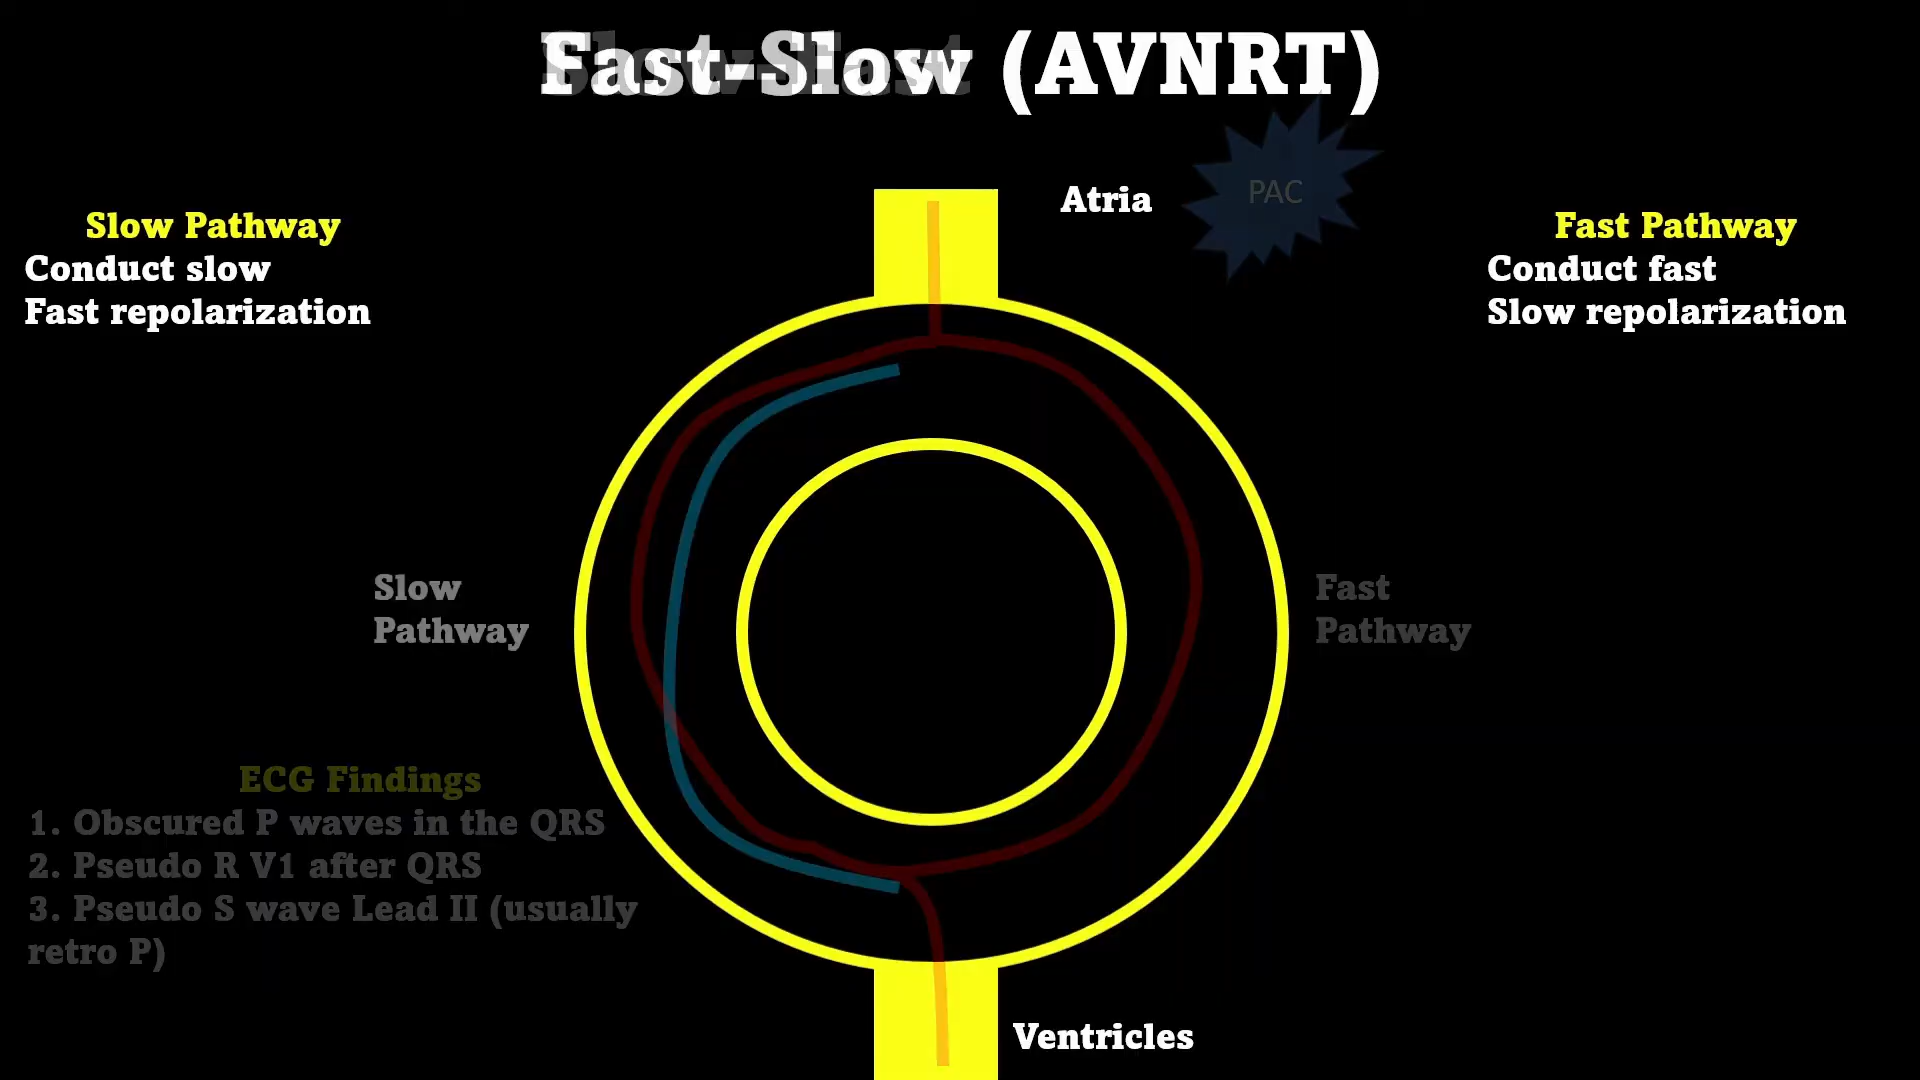 Fast-Slow (AVNRT)
Atria
PAC
Slow Pathway
Conduct slow
Fast repolarization
Fast Pathway
Conduct fast
Slow repolarization
Slow
Pathway
Fast
Pathway
ECG Findings
1. Obscured P waves in the QRS
2. Pseudo R V1 after QRS
3. Pseudo S wave Lead II (usually
retro P)
Ventricles